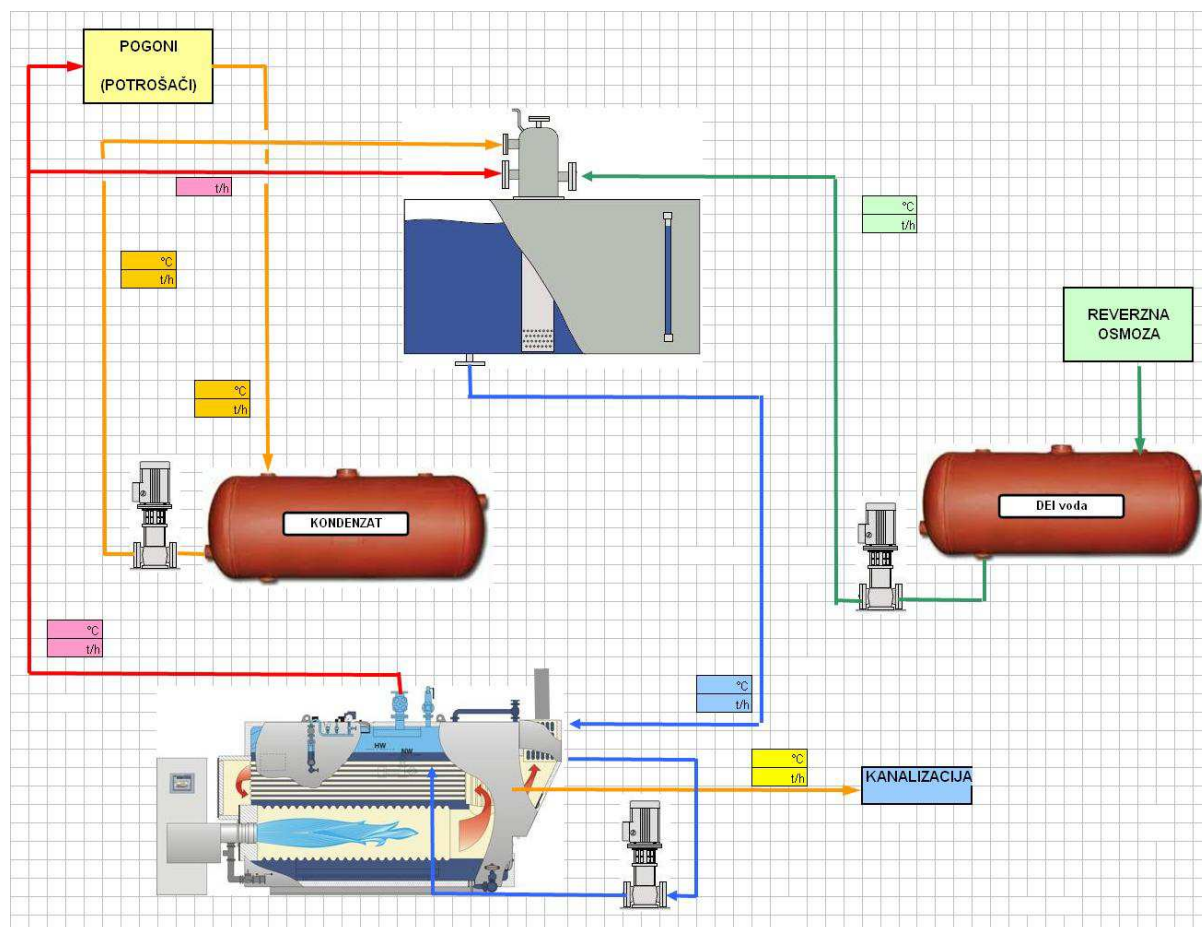 POGONI
(POTROŠAČI)
t/h
°C
t/h
°C
t/h
REVERZNA
OSMOZA
°C
t/h
KONDENZAT
DEI voda
°C
t/h
°C
t/h
HW
NW
°C
t/h
KANALIZACIJA